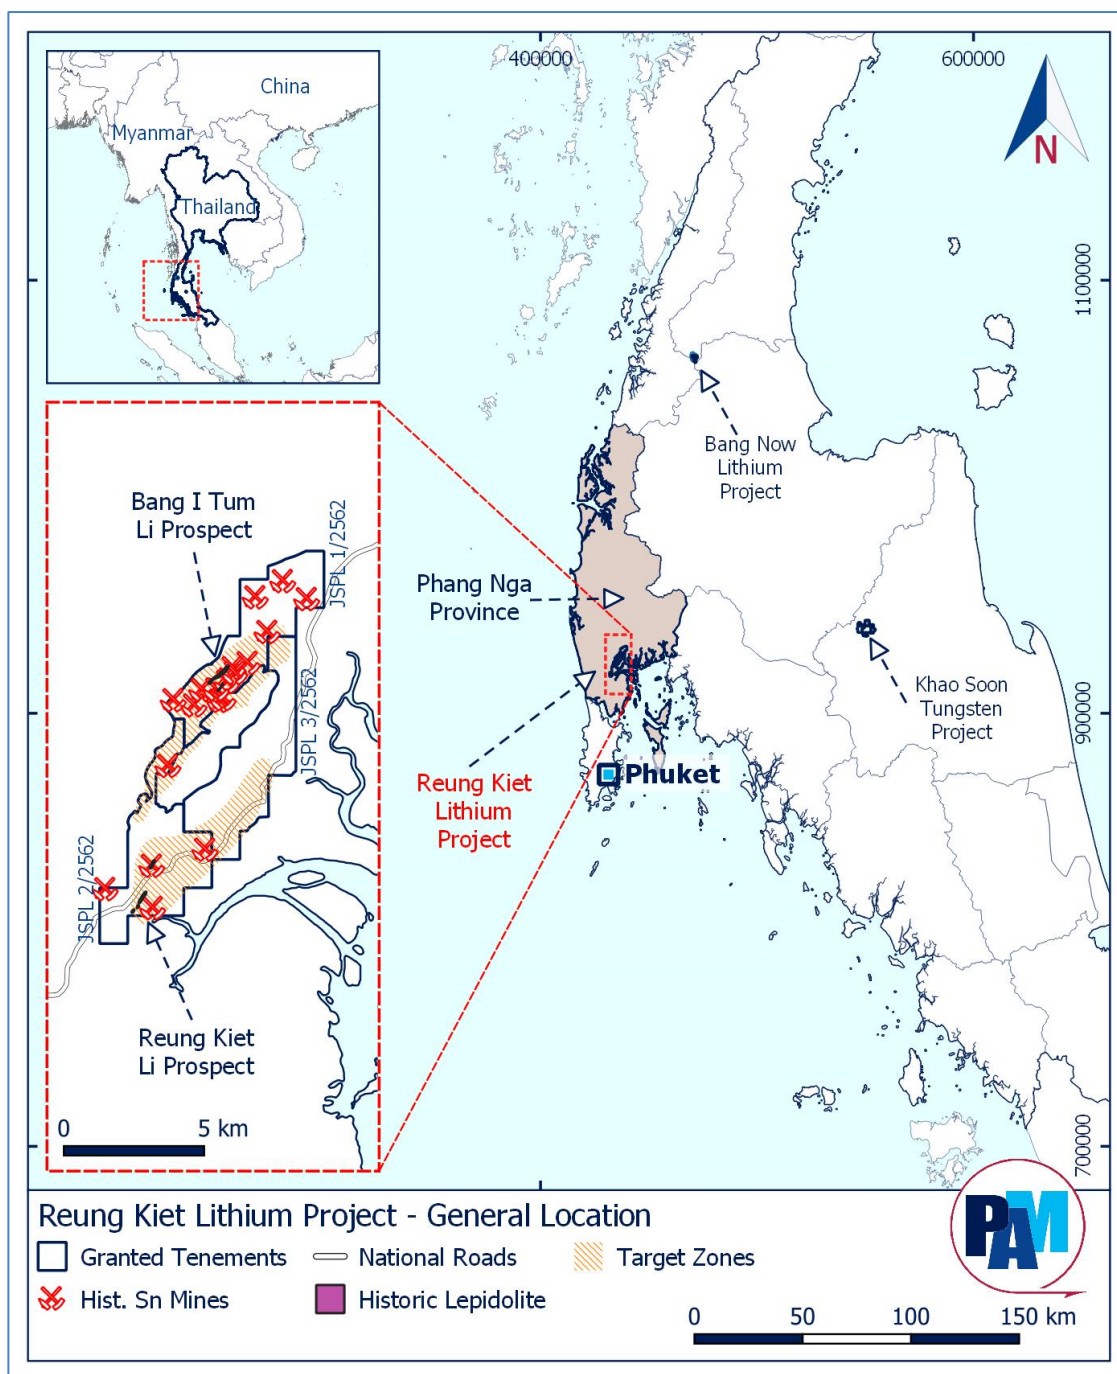 400000
600000
China
Myanmar
Thailand
N
1100000
Bang Now
Lithium
Project
Bang I Tum
Li Prospect
JSPL 1/2562
Phang Nga
Province
JSPL 3/2562
Khao Soon
Tungsten
Project
900000
Reung Kiet
Lithium
Project
Phuket
JSPL 2/2562
Reung Kiet
Li Prospect
0 5 km
700000
Reung Kiet Lithium Project - General Location
Granted Tenements National Roads Target Zones
Hist. Sn Mines Historic Lepidolite
PAM
0 50 100 150 km